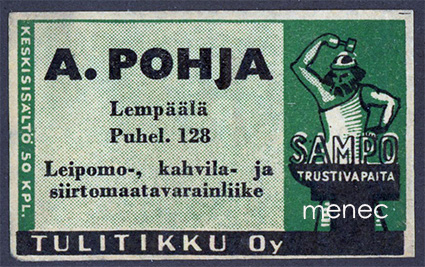 KESKISISÄLTÖ 50 KPL.
A. POHJA
Lempäälä
Puhel. 128
Leipomo-, kahvila- ja
siirtomaatavarainliike
SAMPO
TRUSTIVAPAITA
menec
TULITIKKU Oy